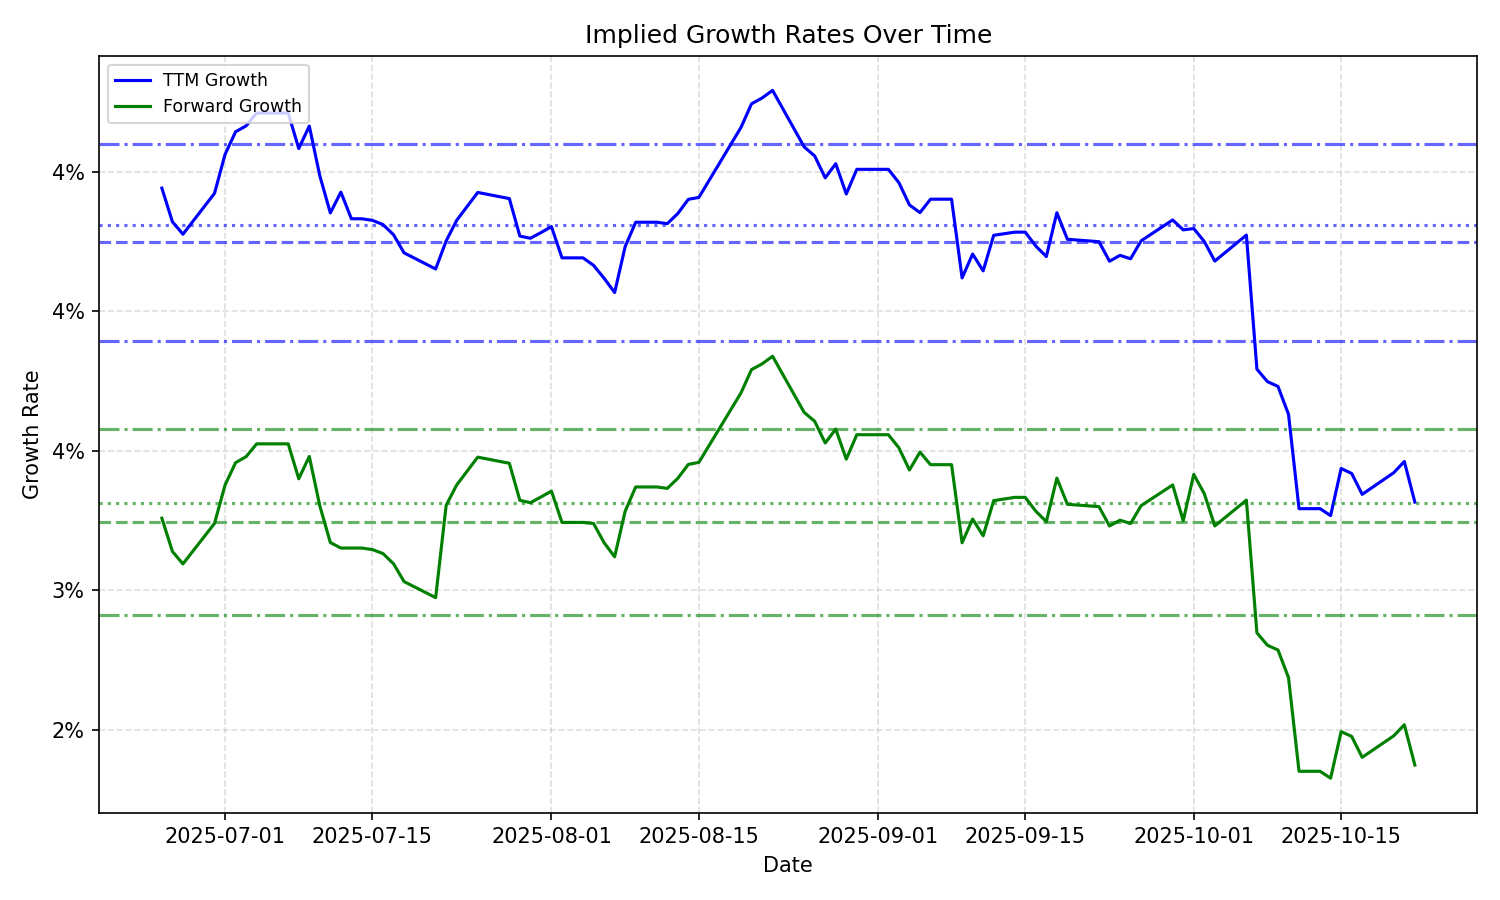 Implied Growth Rates Over Time
TTM Growth
Forward Growth
4%
4%
4%
3%
2%
Growth Rate
2025-07-01
2025-07-15
2025-08-01
2025-08-15
2025-09-01
2025-09-15
2025-10-01
2025-10-15
Date